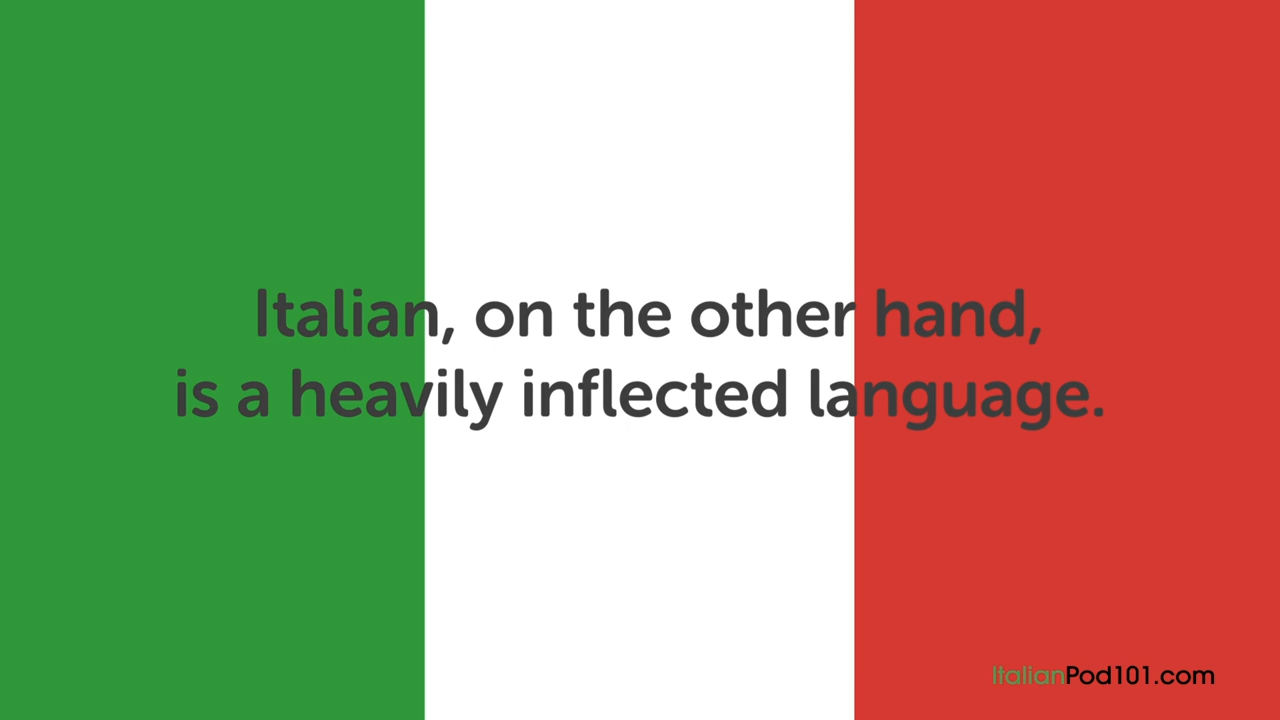 Italian, on the other hand,
is a heavily inflected language.
ItalianPod101.com